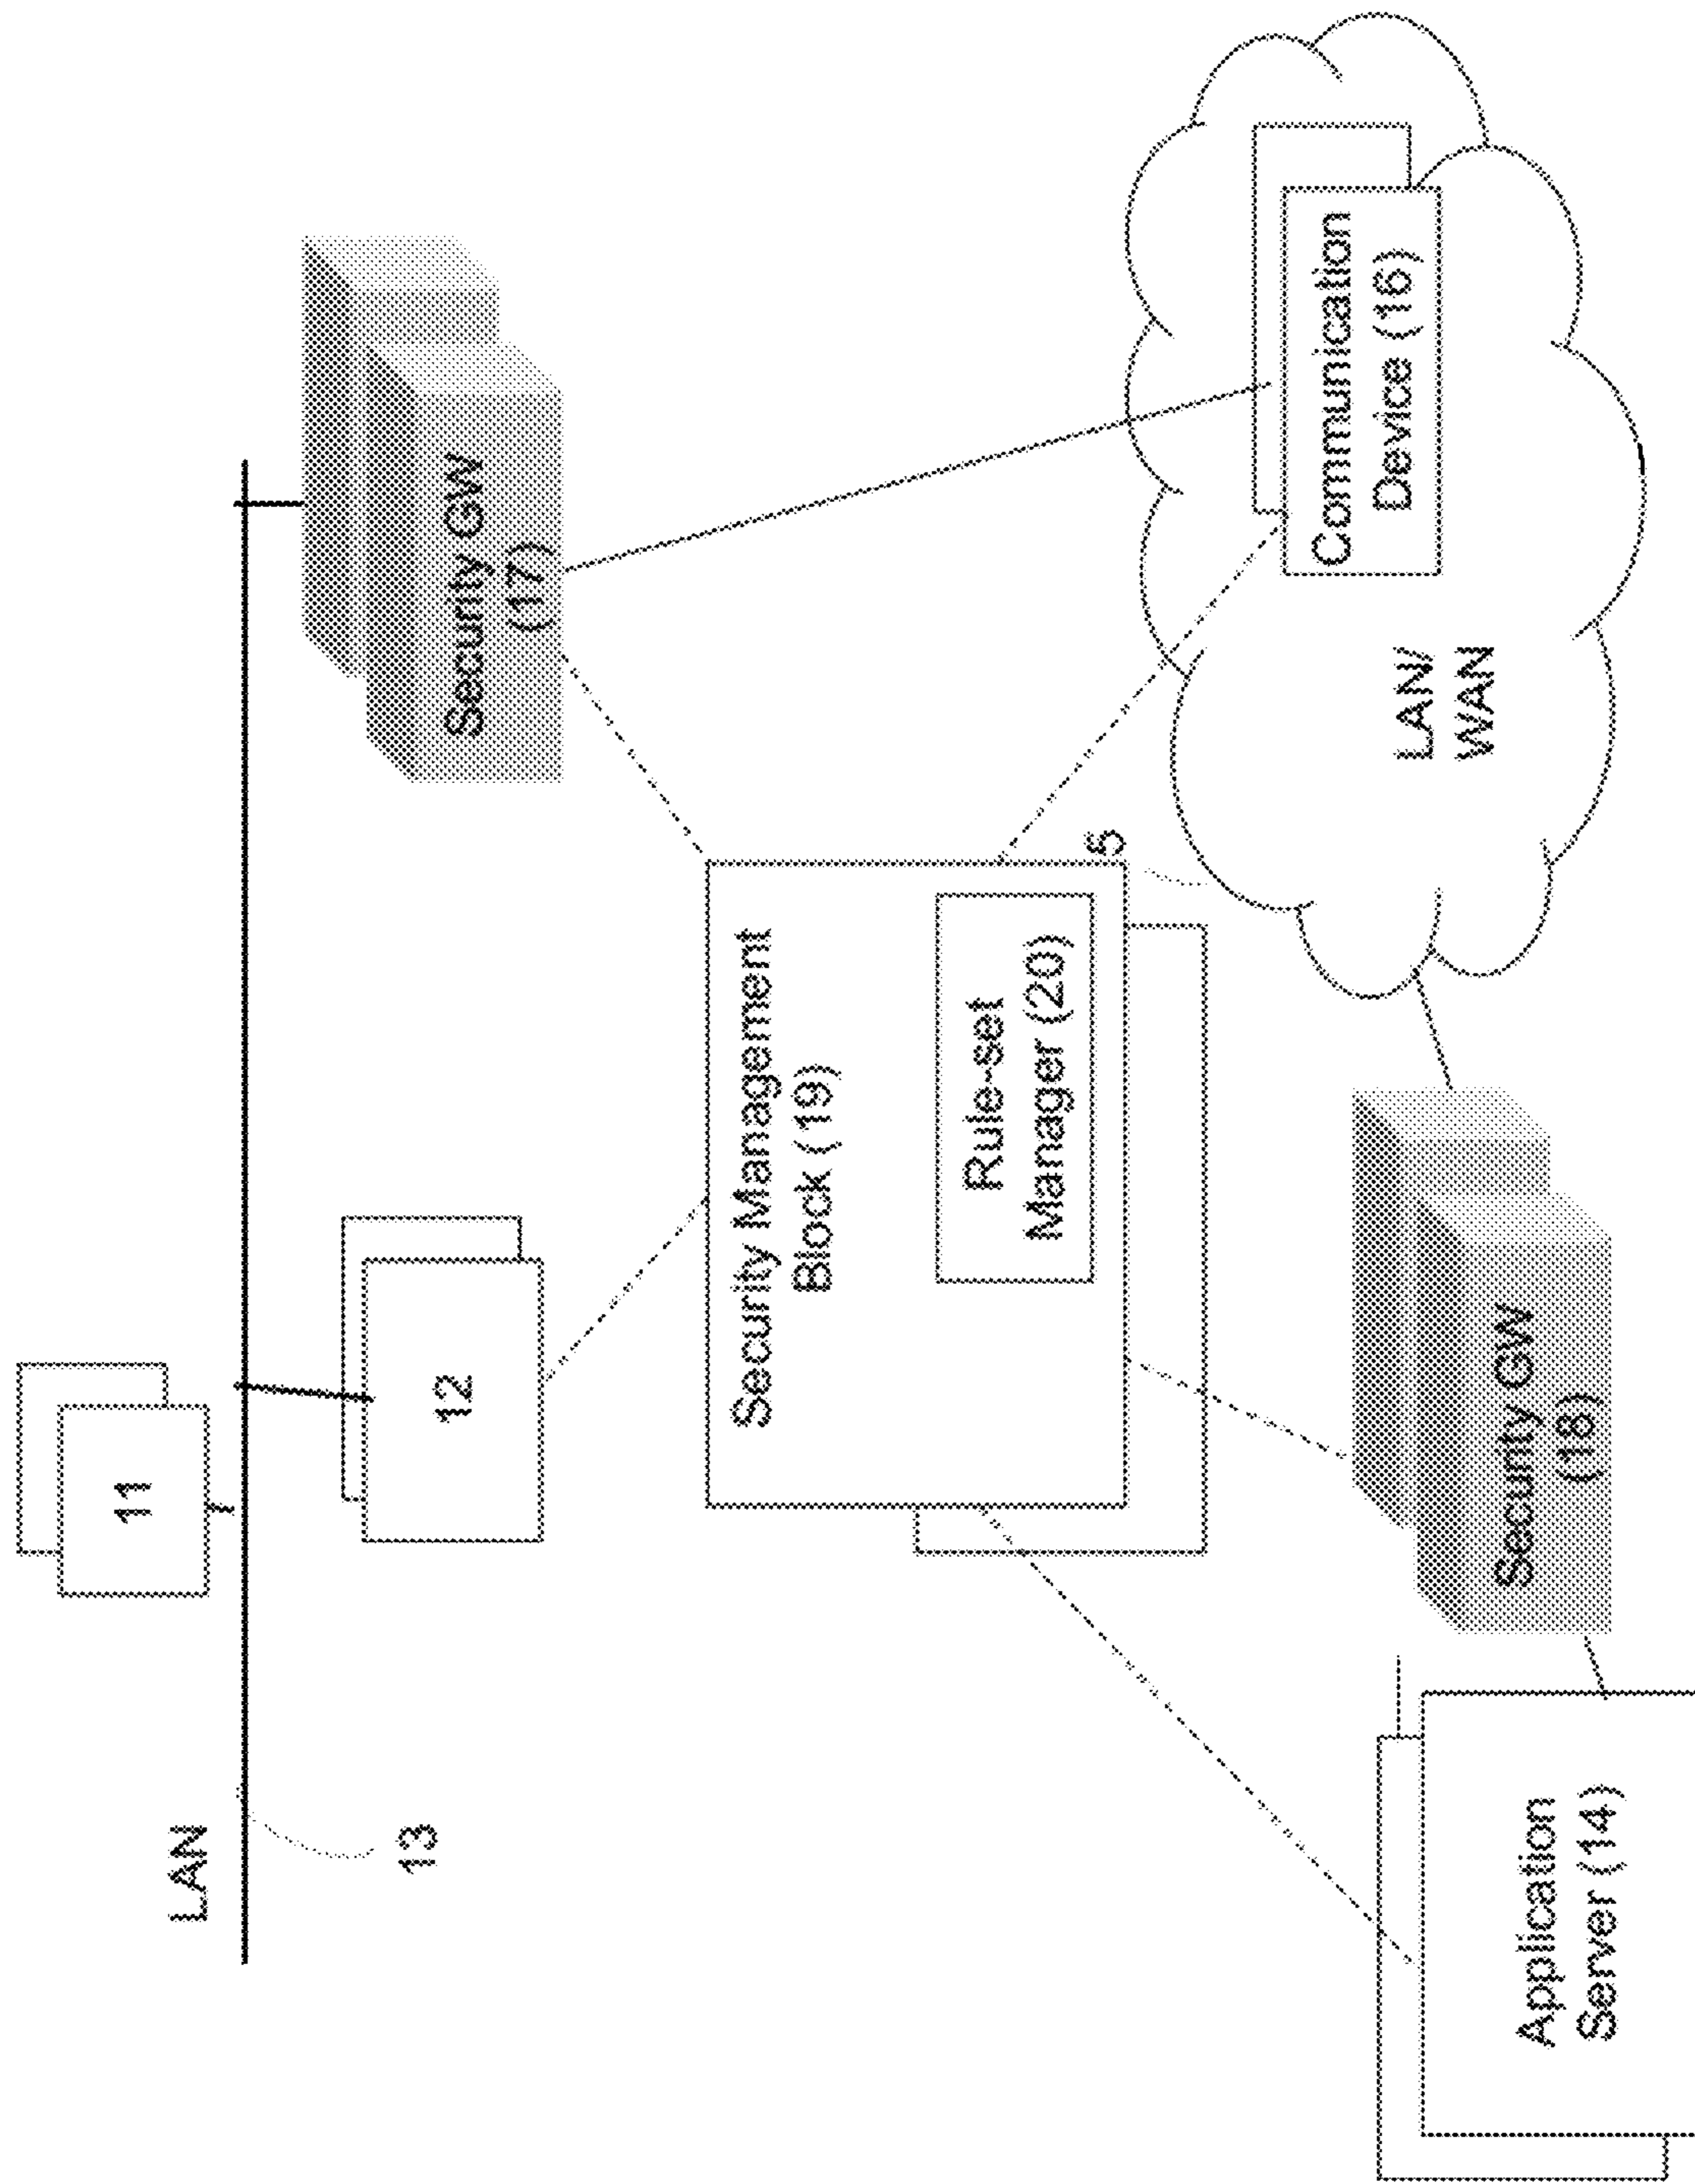 11
LAN
13
12
Security GW
(17)
Security Management
Block (19)
Rule-set
Manager (20)
5
Communication
Device (16)
LAN/
WAN
Security GW
(18)
Application
Server (14)